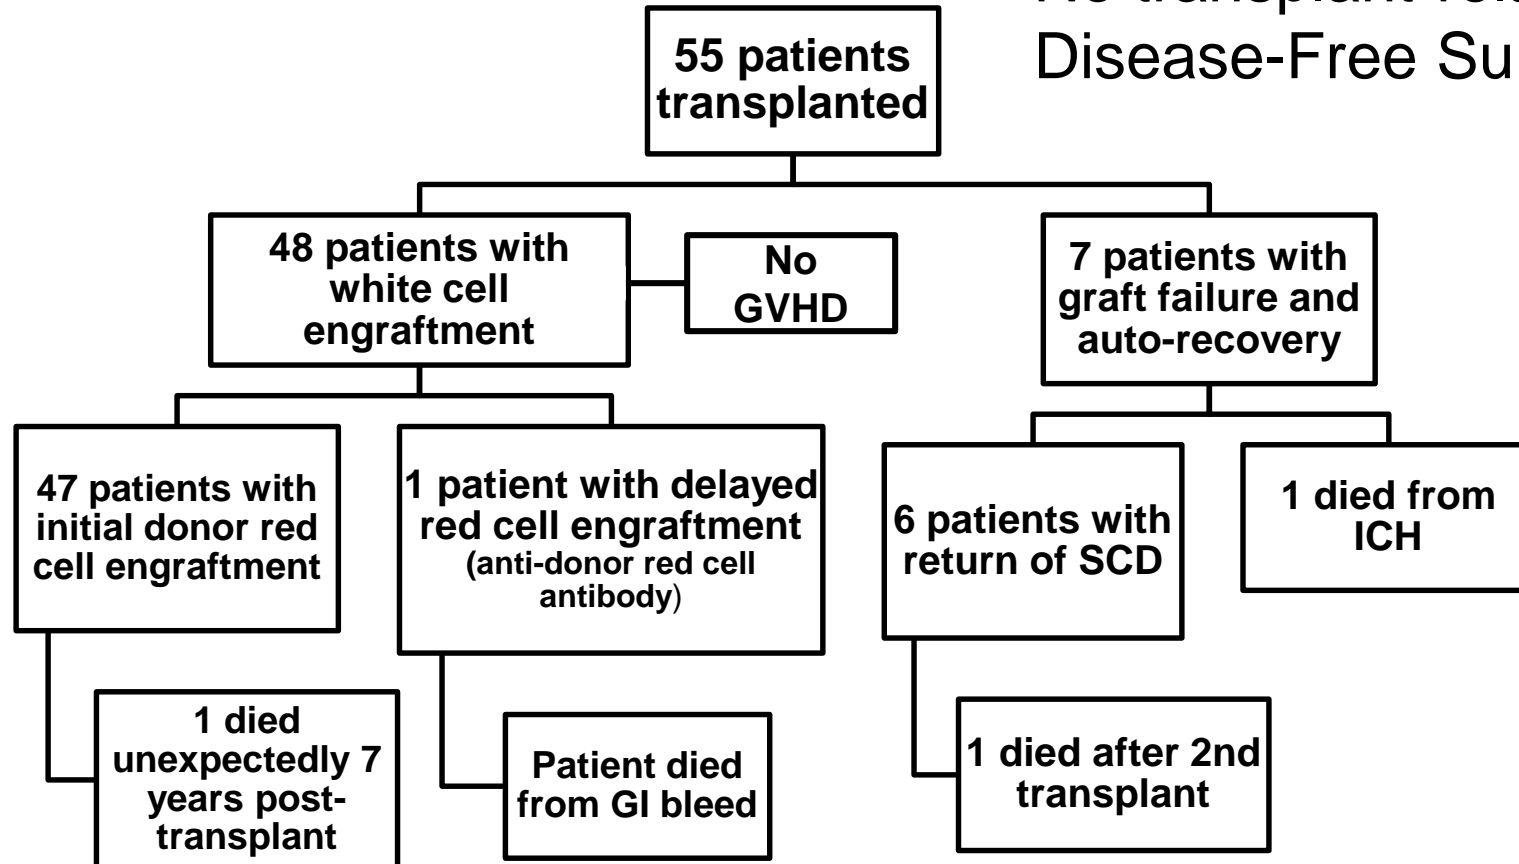 Disease-Free Su
55 patients
transplanted
48 patients with
white cell
engraftment
No
GVHD
7 patients with
graft failure and
auto-recovery
47 patients with
initial donor red
cell engraftment
1 patient with delayed
red cell engraftment
(anti-donor red cell
antibody)
6 patients with
return of SCD
1 died from
ICH
1 died
unexpectedly 7
years post-
transplant
Patient died
from GI bleed
1 died after 2nd
transplant